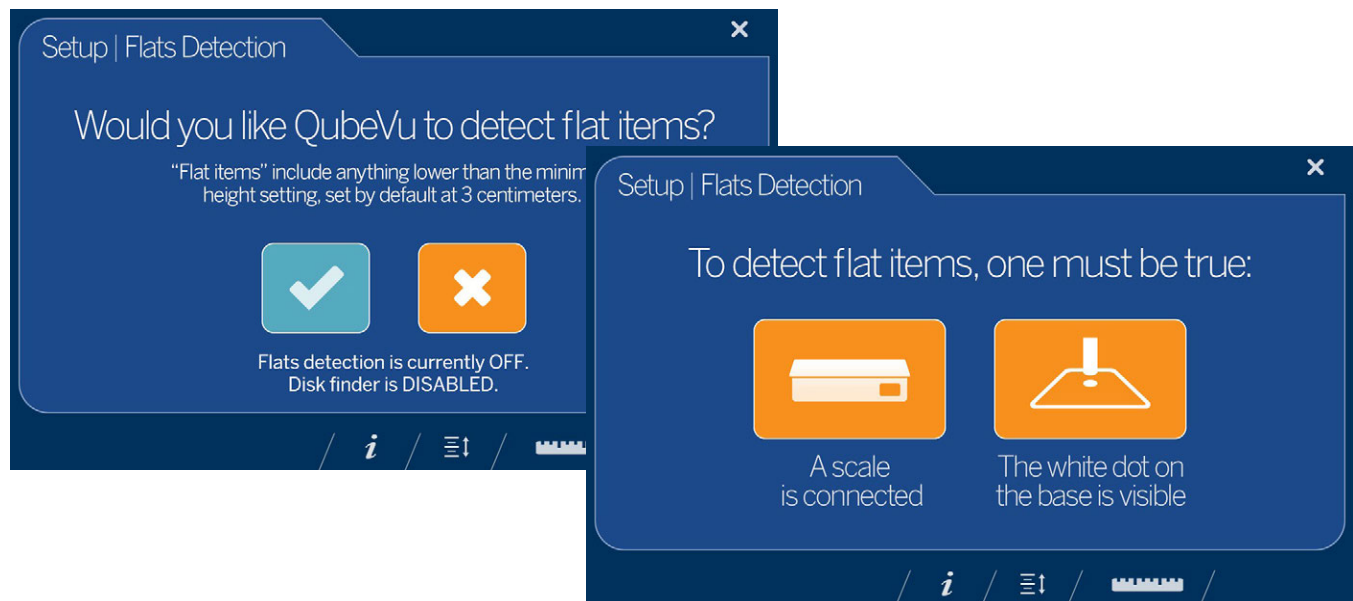 Setup | Flats Detection
Would you like QubeVu to detect flat items?
“Flat items” include anything lower than the
height setting, set by default at 3 centimeters.
Flats detection is currently OFF.
Disk finder is DISABLED.
i
Setup | Flats Detection
To detect flat items, one must be true:
A scale
is connected
The white dot on
the base is visible
i